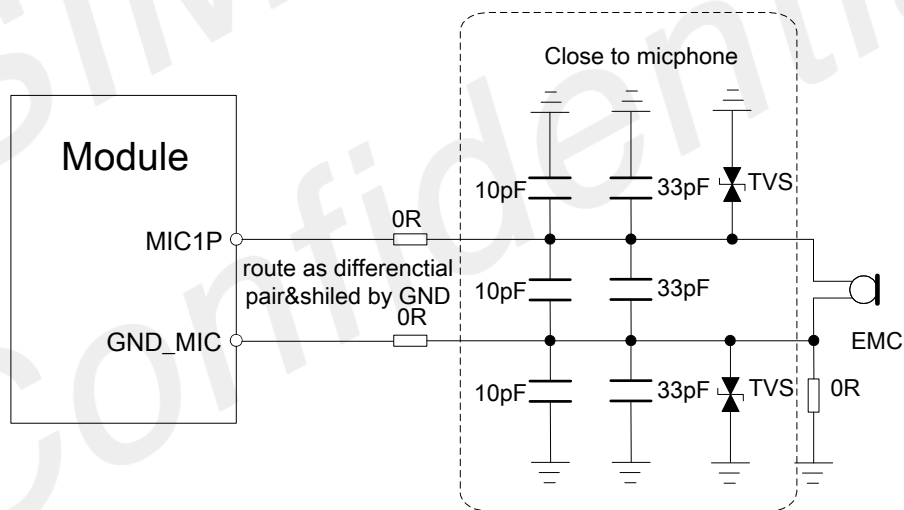 SIM
Confidential
Close to micphone
Module
10pF
33pF
TVS
0R
MIC1P
route as differenctial
pair&shiled by GND
10pF
33pF
0R
GND_MIC
EMC
10pF
33pF
TVS
0R